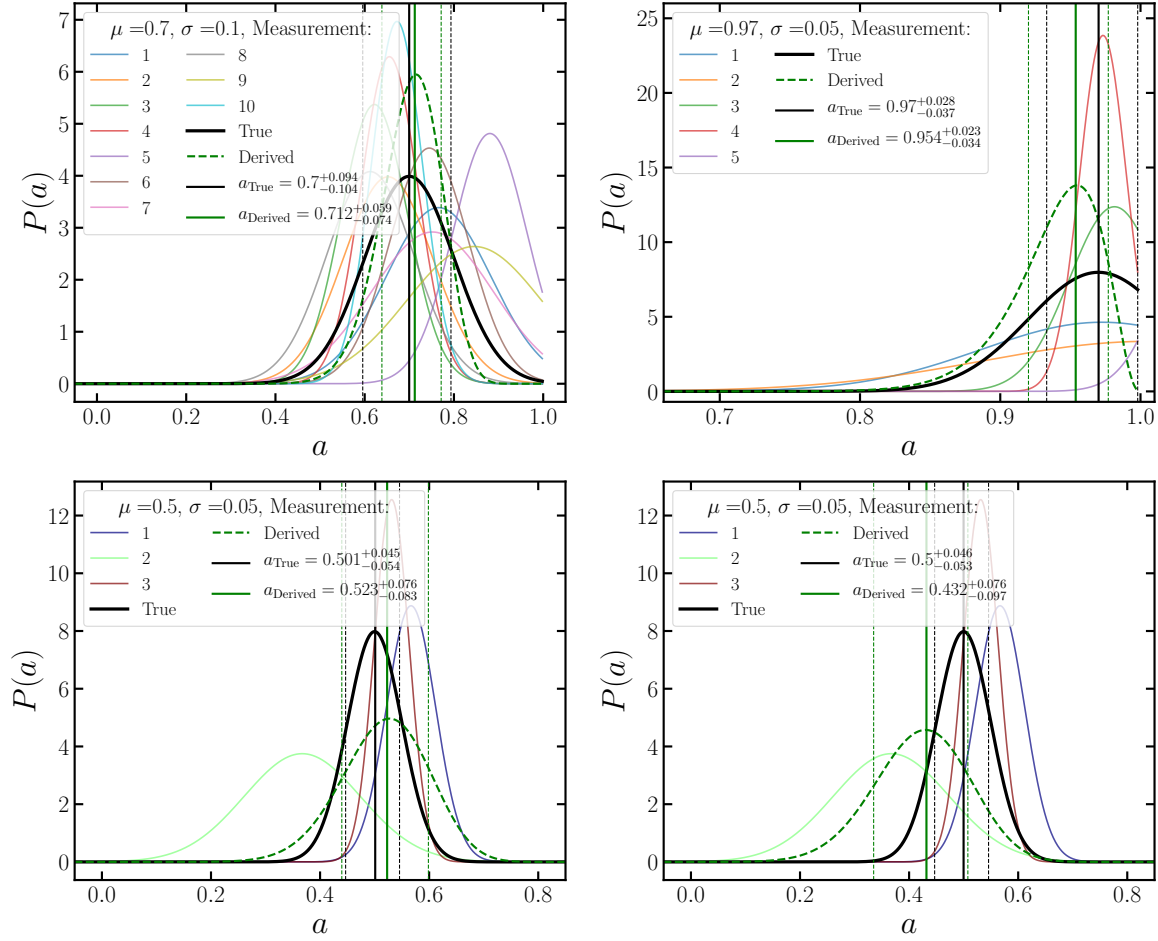 μ =0.7, σ =0.1, Measurement:
1
2
3
4
5
6
7
8
9
10
True
Derived
a_True = 0.7^{+0.094}_{-0.104}
a_Derived = 0.712^{+0.059}_{-0.074}
P(a)
7
6
5
4
3
2
1
0
0.0 0.2 0.4 0.6 0.8 1.0
a
μ =0.97, σ =0.05, Measurement:
1
2
3
4
5
True
Derived
a_True = 0.97^{+0.028}_{-0.037}
a_Derived = 0.954^{+0.023}_{-0.034}
P(a)
25
20
15
10
5
0
0.7 0.8 0.9 1.0
a
μ =0.5, σ =0.05, Measurement:
1
2
3
True
Derived
a_True = 0.501^{+0.045}_{-0.054}
a_Derived = 0.523^{+0.076}_{-0.083}
P(a)
12
10
8
6
4
2
0
0.0 0.2 0.4 0.6 0.8
a
μ =0.5, σ =0.05, Measurement:
1
2
3
True
Derived
a_True = 0.5^{+0.046}_{-0.053}
a_Derived = 0.432^{+0.076}_{-0.097}
P(a)
12
10
8
6
4
2
0
0.0 0.2 0.4 0.6 0.8
a